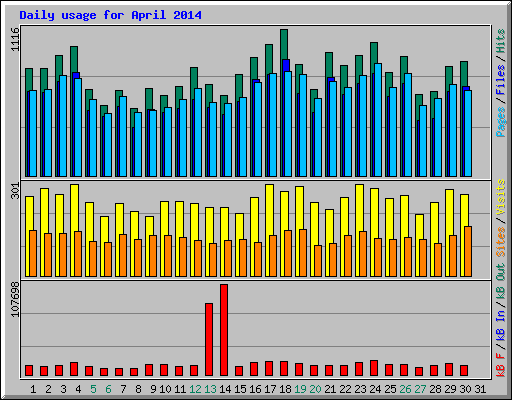 Daily usage for April 2014
1116
Pages / Files / Hits
301
Sites / Visits
107698
kB F / kB In / kB Out
1 2 3 4 5 6 7 8 9 10 11 12 13 14 15 16 17 18 19 20 21 22 23 24 25 26 27 28 29 30 31